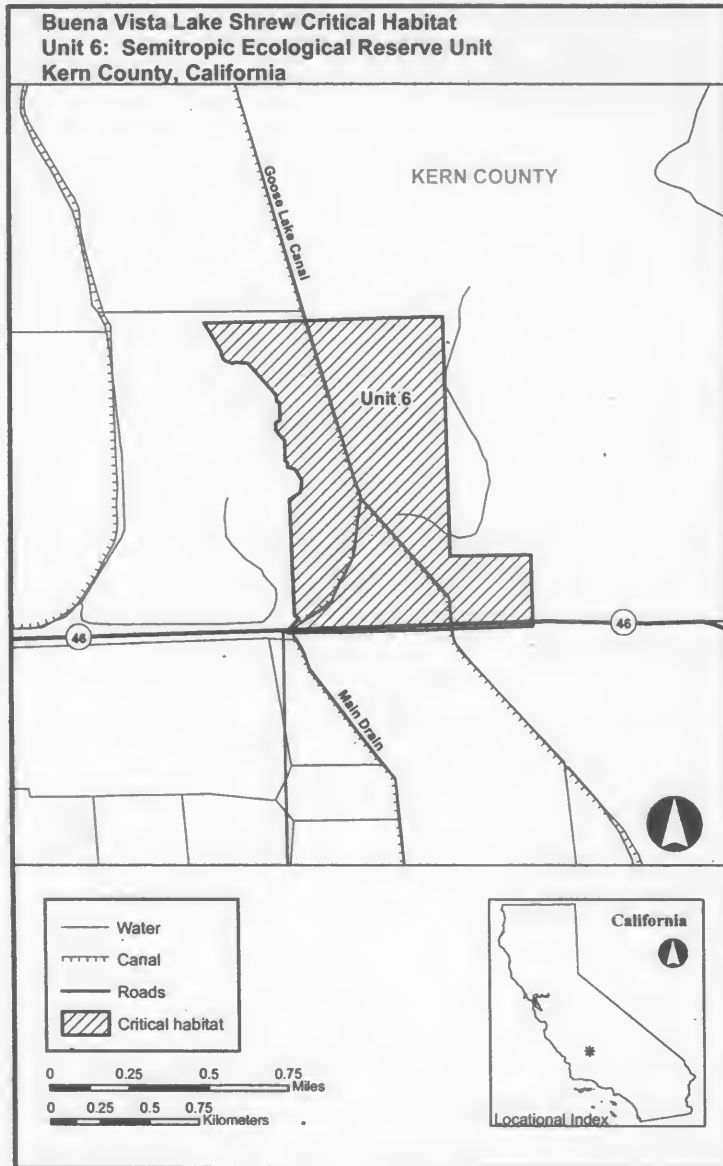 Buena Vista Lake Shrew Critical Habitat
Unit 6: Semitropic Ecological Reserve Unit
Kern County, California
KERN COUNTY
Goose Lake Canal
Unit 6
46
46
Main Drain
Water
Canal
Roads
Critical habitat
0 0.25 0.5 0.75
Miles
0 0.25 0.5 0.75
Kilometers
California
Locational Index